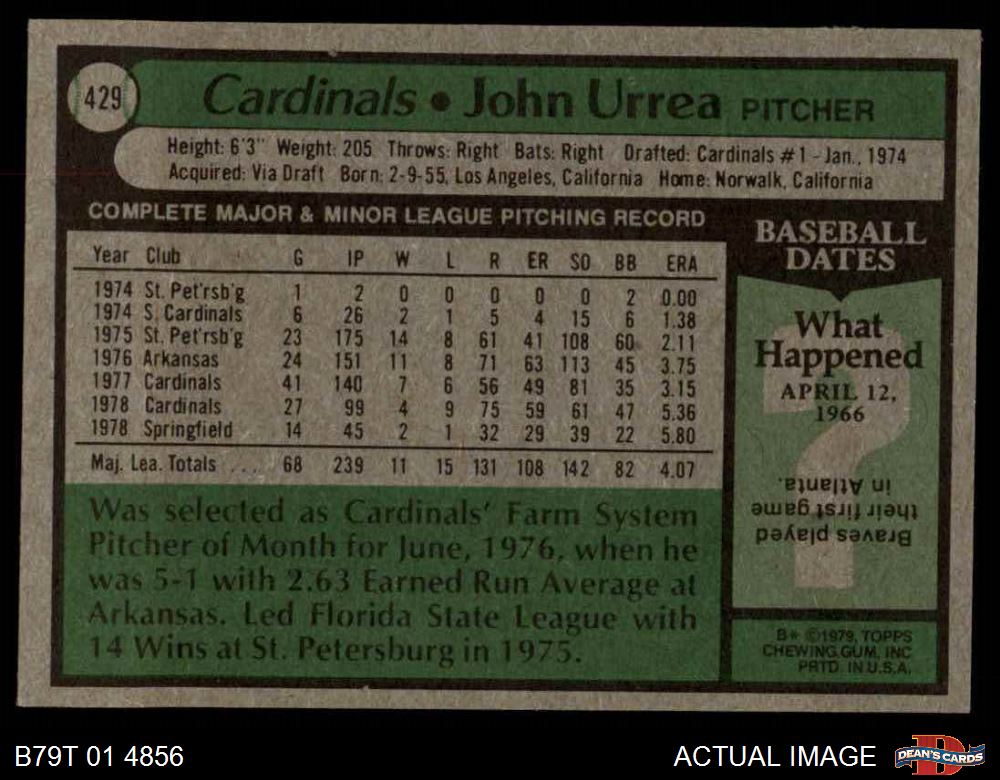 429
Cardinals • John Urrea PITCHER
Height: 6'3" Weight: 205 Throws: Right Bats: Right Drafted: Cardinals #1 - Jan., 1974
Acquired: Via Draft Born: 2-9-55, Los Angeles, California Home: Norwalk, California
COMPLETE MAJOR & MINOR LEAGUE PITCHING RECORD
Year Club G IP W L R ER SO BB ERA
1974 St. Pet'rsb'g 1 2 0 0 0 0 0 2 0.00
1974 S. Cardinals 6 26 2 1 5 4 15 6 1.38
1975 St. Pet'rsb'g 23 175 14 8 61 41 108 60 2.11
1976 Arkansas 24 151 11 8 71 63 113 45 3.75
1977 Cardinals 41 140 7 6 56 49 81 35 3.15
1978 Cardinals 27 99 4 9 75 59 61 47 5.36
1978 Springfield 14 45 2 1 32 29 39 22 5.80
Maj. Lea. Totals ... 68 239 11 15 131 108 142 82 4.07
Was selected as Cardinals' Farm System
Pitcher of Month for June, 1976, when he
was 5-1 with 2.63 Earned Run Average at
Arkansas. Led Florida State League with
14 Wins at St. Petersburg in 1975.
BASEBALL
DATES
What
Happened
APRIL 12,
1966
?
Braves played
their first game
in Atlanta.
B* ©1979, TOPPS
CHEWING GUM, INC.
PRTD. IN U.S.A.
B79T 01 4856
ACTUAL IMAGE
D
DEAN'S CARDS